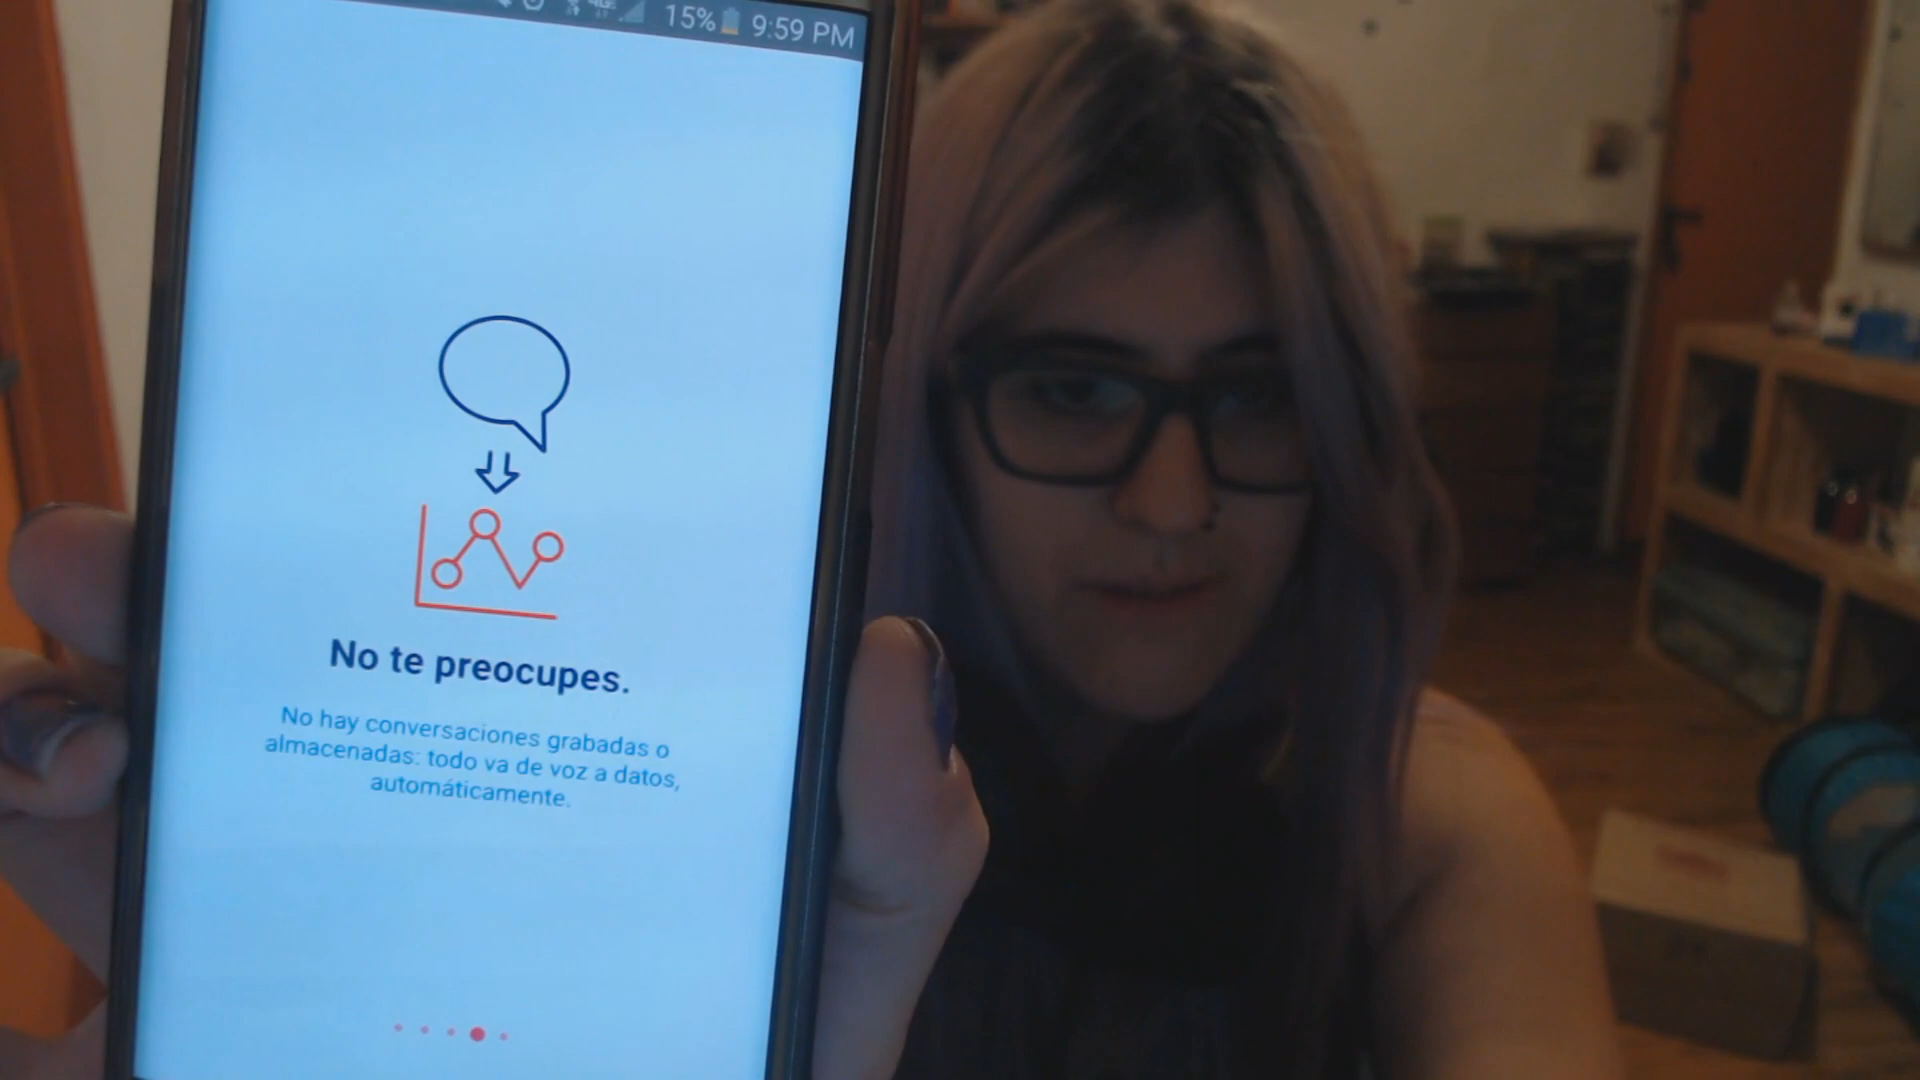 15% 9:59 PM
No te preocupes.
No hay conversaciones grabadas o
almacenadas: todo va de voz a datos,
automáticamente.